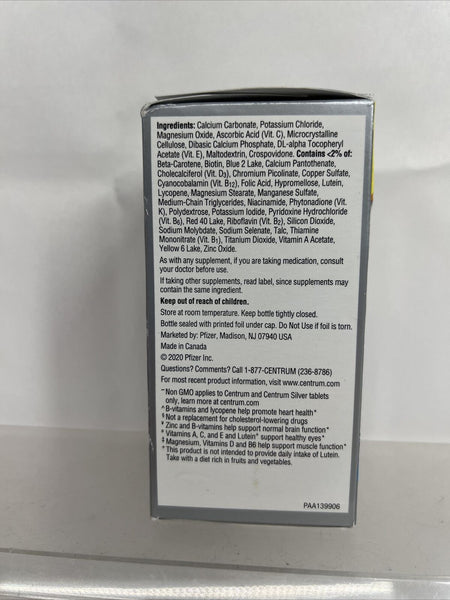 Ingredients: Calcium Carbonate, Potassium Chloride,
Magnesium Oxide, Ascorbic Acid (Vit. C), Microcrystalline
Cellulose, Dibasic Calcium Phosphate, DL-alpha Tocopheryl
Acetate (Vit. E), Maltodextrin, Crospovidone. Contains <2% of:
Beta-Carotene, Biotin, Blue 2 Lake, Calcium Pantothenate,
Cholecalciferol (Vit. D3), Chromium Picolinate, Copper Sulfate,
Cyanocobalamin (Vit. B12), Folic Acid, Hypromellose, Lutein,
Lycopene, Magnesium Stearate, Manganese Sulfate,
Medium-Chain Triglycerides, Niacinamide, Phytonadione (Vit.
K), Polydextrose, Potassium Iodide, Pyridoxine Hydrochloride
(Vit. B6), Red 40 Lake, Riboflavin (Vit. B2), Silicon Dioxide,
Sodium Molybdate, Sodium Selenate, Talc, Thiamine
Mononitrate (Vit. B1), Titanium Dioxide, Vitamin A Acetate,
Yellow 6 Lake, Zinc Oxide.
As with any supplement, if you are taking medication, consult
your doctor before use.
If taking other supplements, read label, since supplements may
contain the same ingredient.
Keep out of reach of children.
Store at room temperature. Keep bottle tightly closed.
Bottle sealed with printed foil under cap. Do Not Use if foil is torn.
Marketed by: Pfizer, Madison, NJ 07940 USA
Made in Canada
© 2020 Pfizer Inc.
Questions? Comments? Call 1-877-CENTRUM (236-8786)
For most recent product information, visit www.centrum.com
~Non GMO applies to Centrum and Centrum Silver tablets
only, learn more at centrum.com
^B-vitamins and lycopene help promote heart health*
§Not a replacement for cholesterol-lowering drugs
Zinc and B-vitamins help support normal brain function*
Vitamins A, C, and E and Lutein+ support healthy eyes*
‡Magnesium, Vitamins D and B6 help support muscle function*
+This product is not intended to provide daily intake of Lutein.
Take with a diet rich in fruits and vegetables.
PAA139906